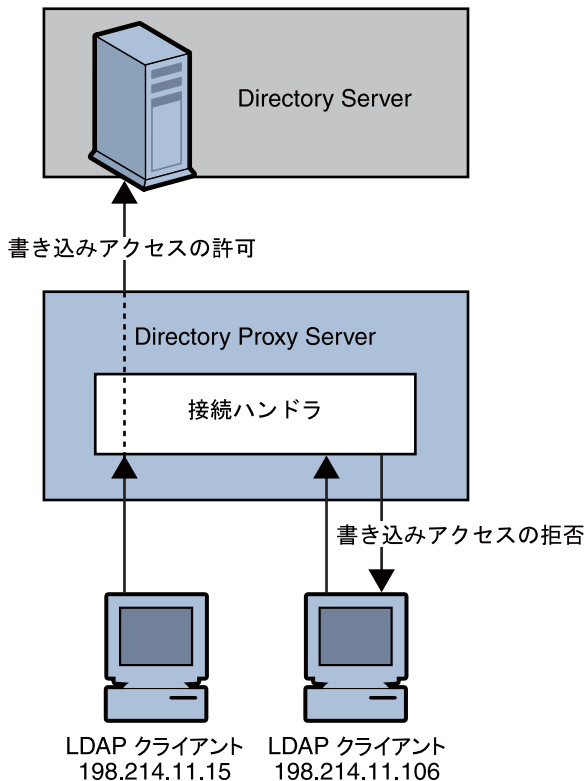 Directory Server
書き込みアクセスの許可
Directory Proxy Server
接続ハンドラ
書き込みアクセスの拒否
LDAP クライアント
198.214.11.15
LDAP クライアント
198.214.11.106